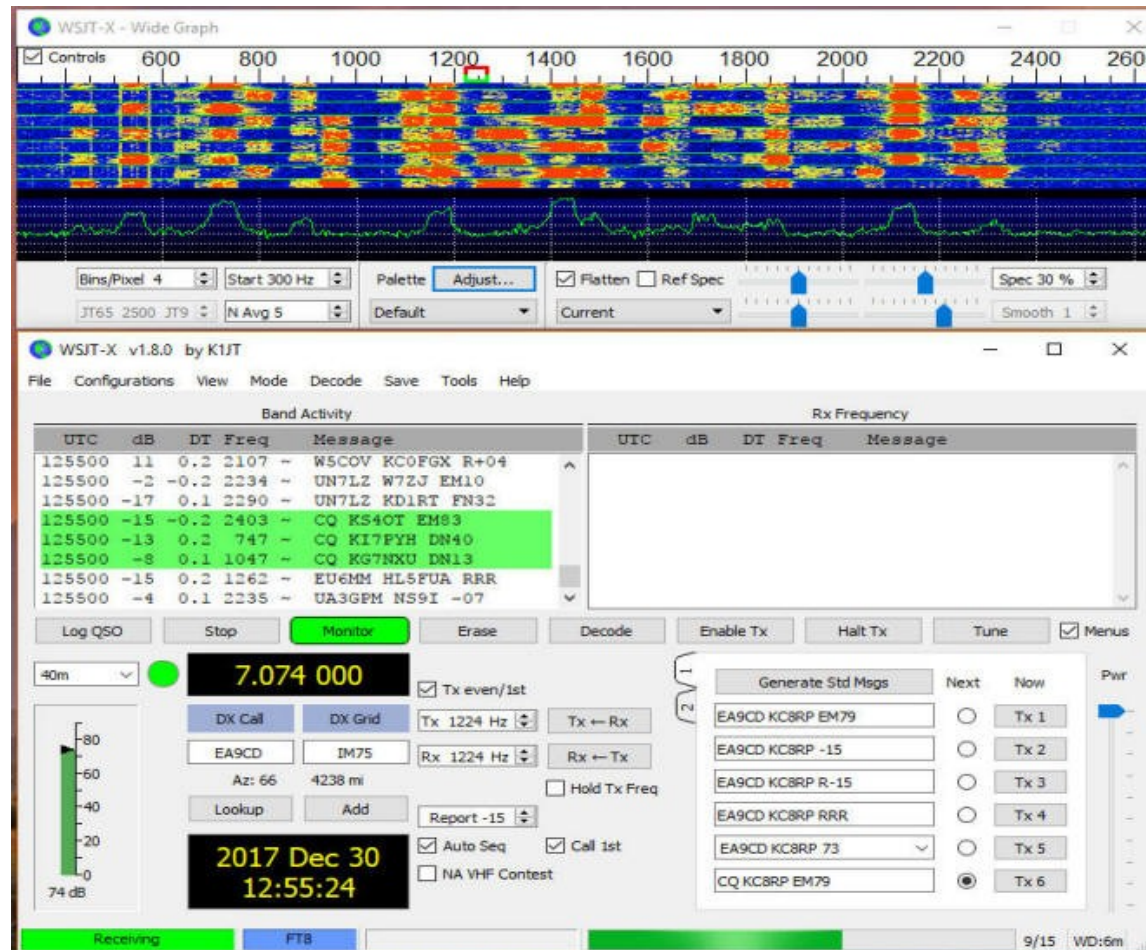 WSJT-X - Wide Graph
Controls 600 800 1000 1200 1400 1600 1800 2000 2200 2400 260
Bins/Pixel 4 Start 300 Hz Palette Adjust... Flatten Ref Spec Spec 30 %
JT65 2500 JT9 N Avg 5 Default Current Smooth 1
WSJT-X v1.8.0 by K1JT
File Configurations View Mode Decode Save Tools Help
Band Activity Rx Frequency
UTC dB DT Freq Message UTC dB DT Freq Message
125500 11 0.2 2107 ~ W5COV KC0FGX R+04
125500 -2 -0.2 2234 ~ UN7LZ W7ZJ EM10
125500 -17 0.1 2290 ~ UN7LZ KD1RT FN32
125500 -15 -0.2 2403 ~ CQ KS4OT EM83
125500 -13 0.2 747 ~ CQ KI7PYH DN40
125500 -8 0.1 1047 ~ CQ KG7NXU DN13
125500 -15 0.2 1262 ~ EU6MM HL5FUA RRR
125500 -4 0.1 2235 ~ UA3GPM NS9I -07
Log QSO Stop Monitor Erase Decode Enable Tx Halt Tx Tune Menus
40m 7.074 000 Tx even/1st 1 Generate Std Msgs Next Now Pwr
DX Call DX Grid Tx 1224 Hz Tx ← Rx 2 EA9CD KC8RP EM79 Tx 1
EA9CD IM75 Rx 1224 Hz Rx ← Tx EA9CD KC8RP -15 Tx 2
-80 Az: 66 4238 mi Hold Tx Freq EA9CD KC8RP R-15 Tx 3
-60 Lookup Add Report -15 EA9CD KC8RP RRR Tx 4
-40 2017 Dec 30 Auto Seq Call 1st EA9CD KC8RP 73 Tx 5
-20 12:55:24 NA VHF Contest CQ KC8RP EM79 Tx 6
-0
74 dB
Receiving FT8 9/15 WD:6m